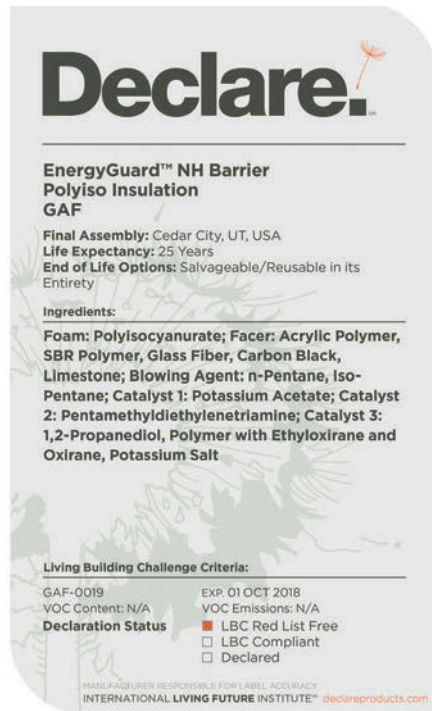 Declare.
EnergyGuard™ NH Barrier
Polyiso Insulation
GAF
Final Assembly: Cedar City, UT, USA
Life Expectancy: 25 Years
End of Life Options: Salvageable/Reusable in its
Entirety
Ingredients:
Foam: Polyisocyanurate; Facer: Acrylic Polymer,
SBR Polymer, Glass Fiber, Carbon Black,
Limestone; Blowing Agent: n-Pentane, Iso-
Pentane; Catalyst 1: Potassium Acetate; Catalyst
2: Pentamethyldiethylenetriamine; Catalyst 3:
1,2-Propanediol, Polymer with Ethyloxirane and
Oxirane, Potassium Salt
Living Building Challenge Criteria:
GAF-0019 EXP. 01 OCT 2018
VOC Content: N/A VOC Emissions: N/A
Declaration Status LBC Red List Free
LBC Compliant
Declared
MANUFACTURER RESPONSIBLE FOR LABEL ACCURACY
INTERNATIONAL LIVING FUTURE INSTITUTE℠ declareproducts.com